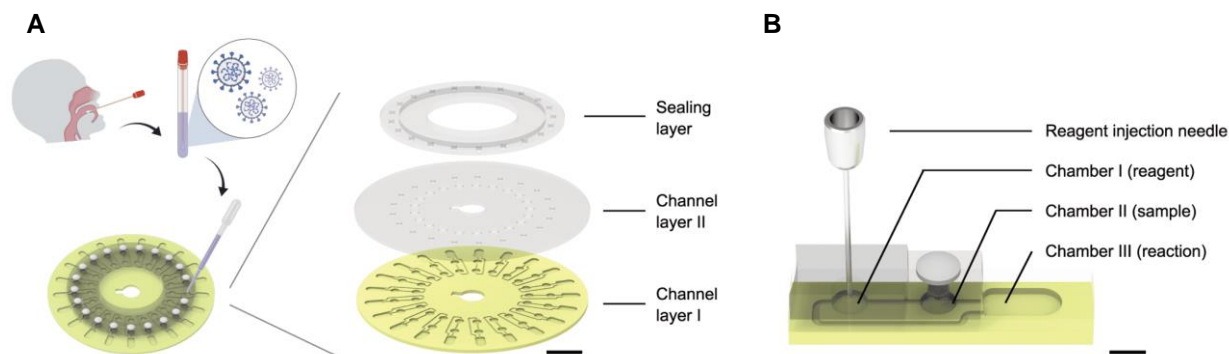 A
B
Sealing
layer
Channel
layer II
Channel
layer I
Reagent injection needle
Chamber I (reagent)
Chamber II (sample)
Chamber III (reaction)